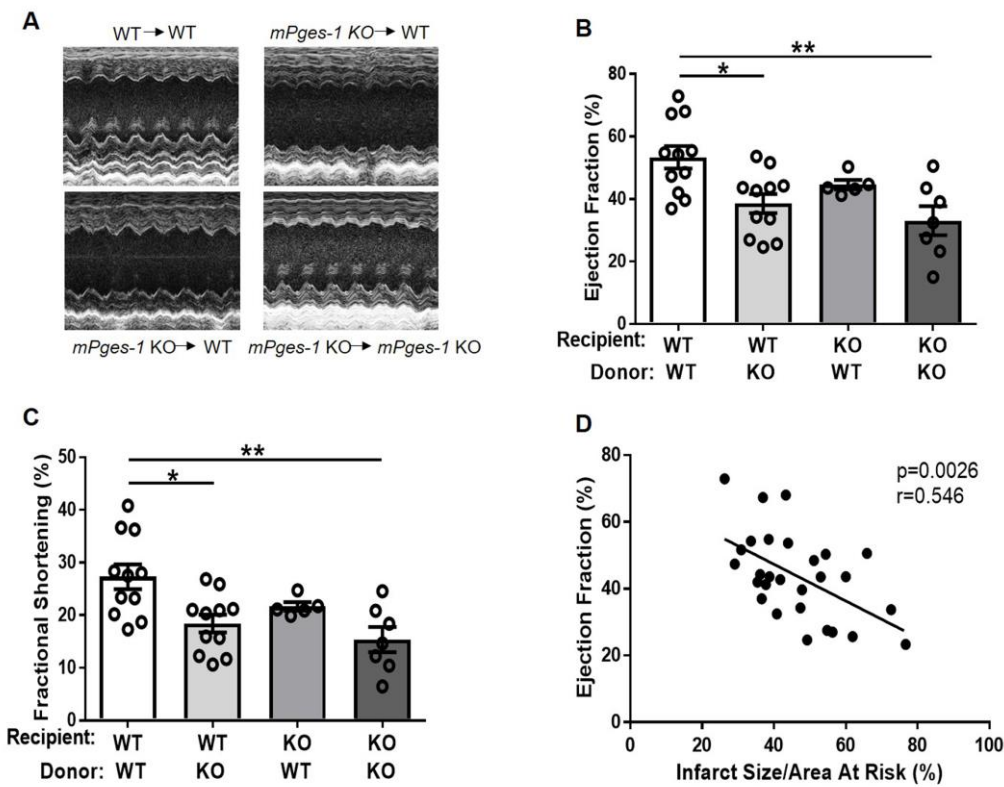 A
WT → WT
mPges-1 KO → WT
mPges-1 KO → WT
mPges-1 KO → mPges-1 KO
B
**
*
80
60
40
20
0
Ejection Fraction (%)
Recipient: WT WT KO KO
Donor: WT KO WT KO
C
**
*
50
40
30
20
10
0
Fractional Shortening (%)
Recipient: WT WT KO KO
Donor: WT KO WT KO
D
p=0.0026
r=0.546
80
60
40
20
0
Ejection Fraction (%)
0 20 40 60 80 100
Infarct Size/Area At Risk (%)